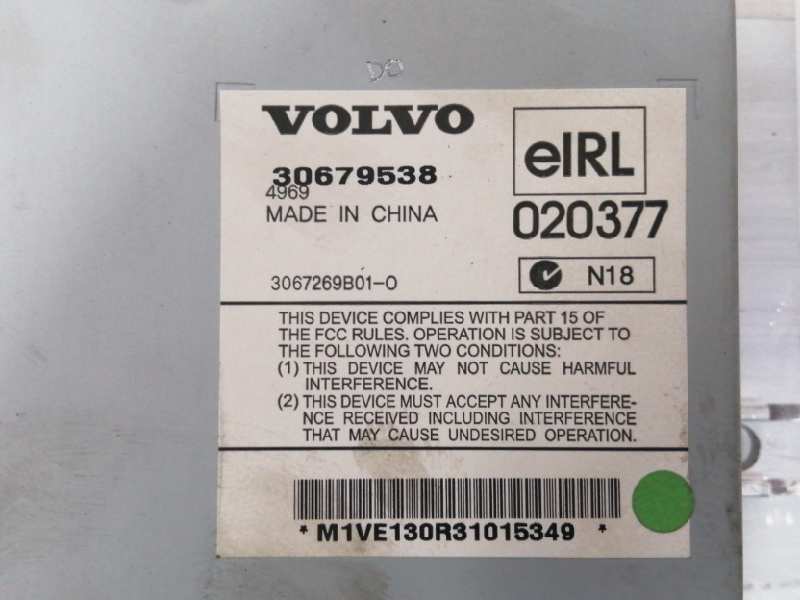 DO
VOLVO
30679538
4969
MADE IN CHINA
eIRL
020377
N18
3067269B01-0
THIS DEVICE COMPLIES WITH PART 15 OF
THE FCC RULES. OPERATION IS SUBJECT TO
THE FOLLOWING TWO CONDITIONS:
(1) THIS DEVICE MAY NOT CAUSE HARMFUL
INTERFERENCE.
(2) THIS DEVICE MUST ACCEPT ANY INTERFERE-
NCE RECEIVED INCLUDING INTERFERENCE
THAT MAY CAUSE UNDESIRED OPERATION.
* M1VE130R31015349 *